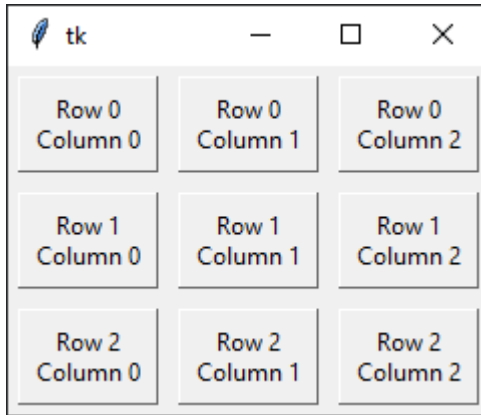 tk
Row 0 Row 0 Row 0
Column 0 Column 1 Column 2
Row 1 Row 1 Row 1
Column 0 Column 1 Column 2
Row 2 Row 2 Row 2
Column 0 Column 1 Column 2